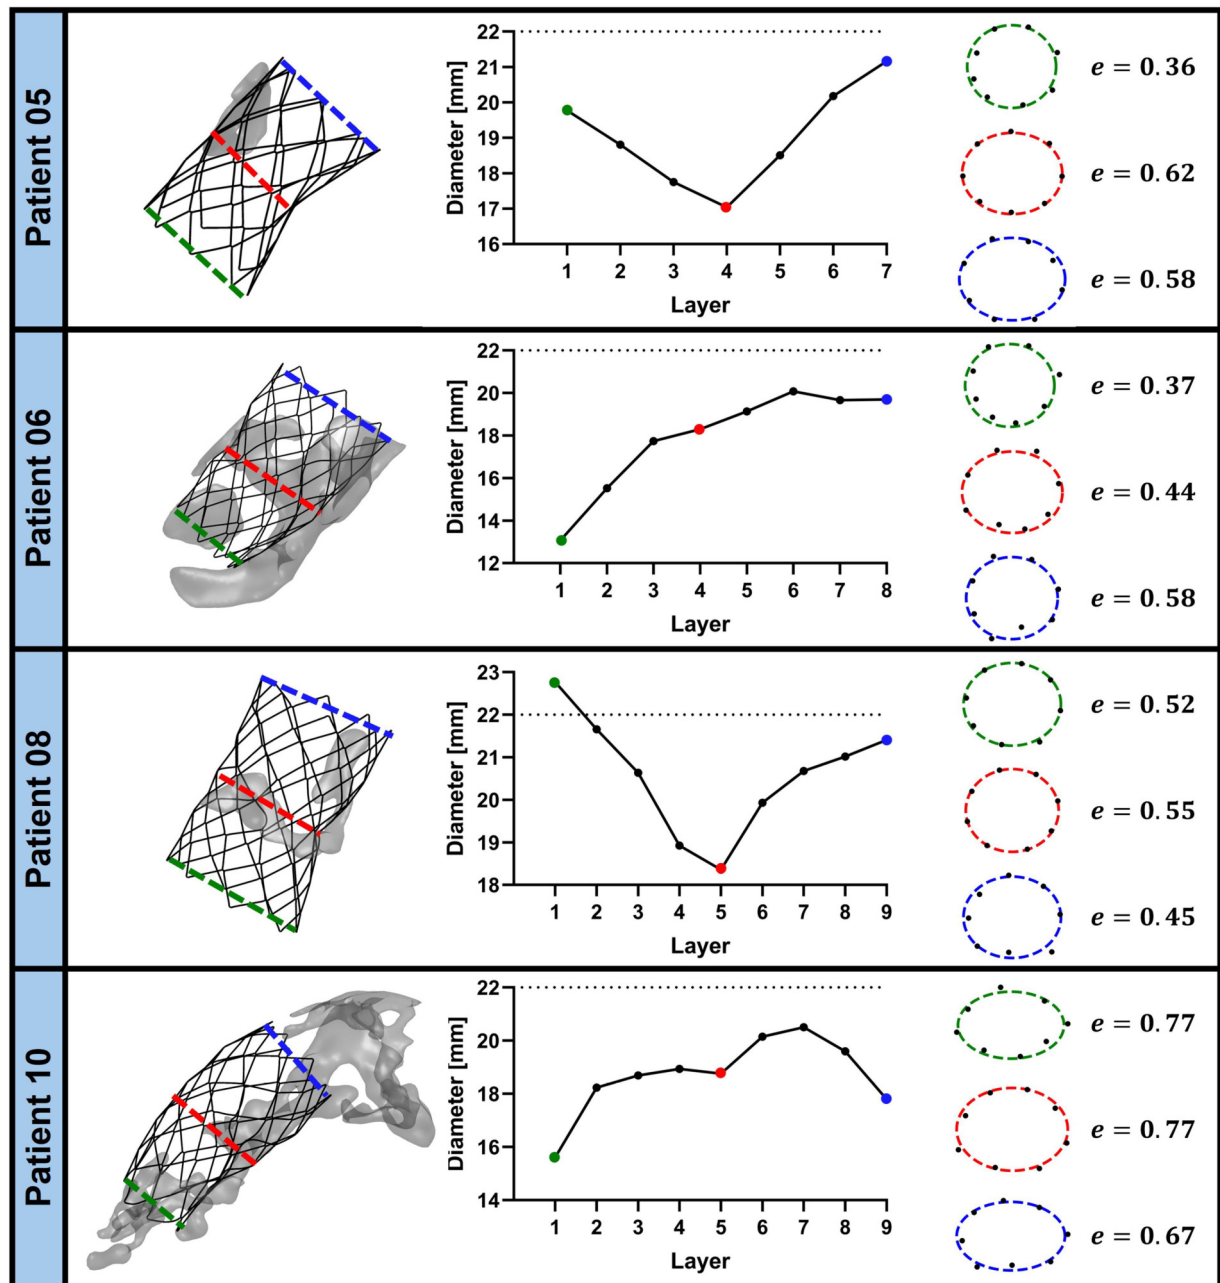 Patient 05
Diameter [mm]
22
21
20
19
18
17
16
1 2 3 4 5 6 7
Layer
e = 0.36
e = 0.62
e = 0.58
Patient 06
Diameter [mm]
22
20
18
16
14
12
1 2 3 4 5 6 7 8
Layer
e = 0.37
e = 0.44
e = 0.58
Patient 08
Diameter [mm]
23
22
21
20
19
18
1 2 3 4 5 6 7 8 9
Layer
e = 0.52
e = 0.55
e = 0.45
Patient 10
Diameter [mm]
22
20
18
16
14
1 2 3 4 5 6 7 8 9
Layer
e = 0.77
e = 0.77
e = 0.67